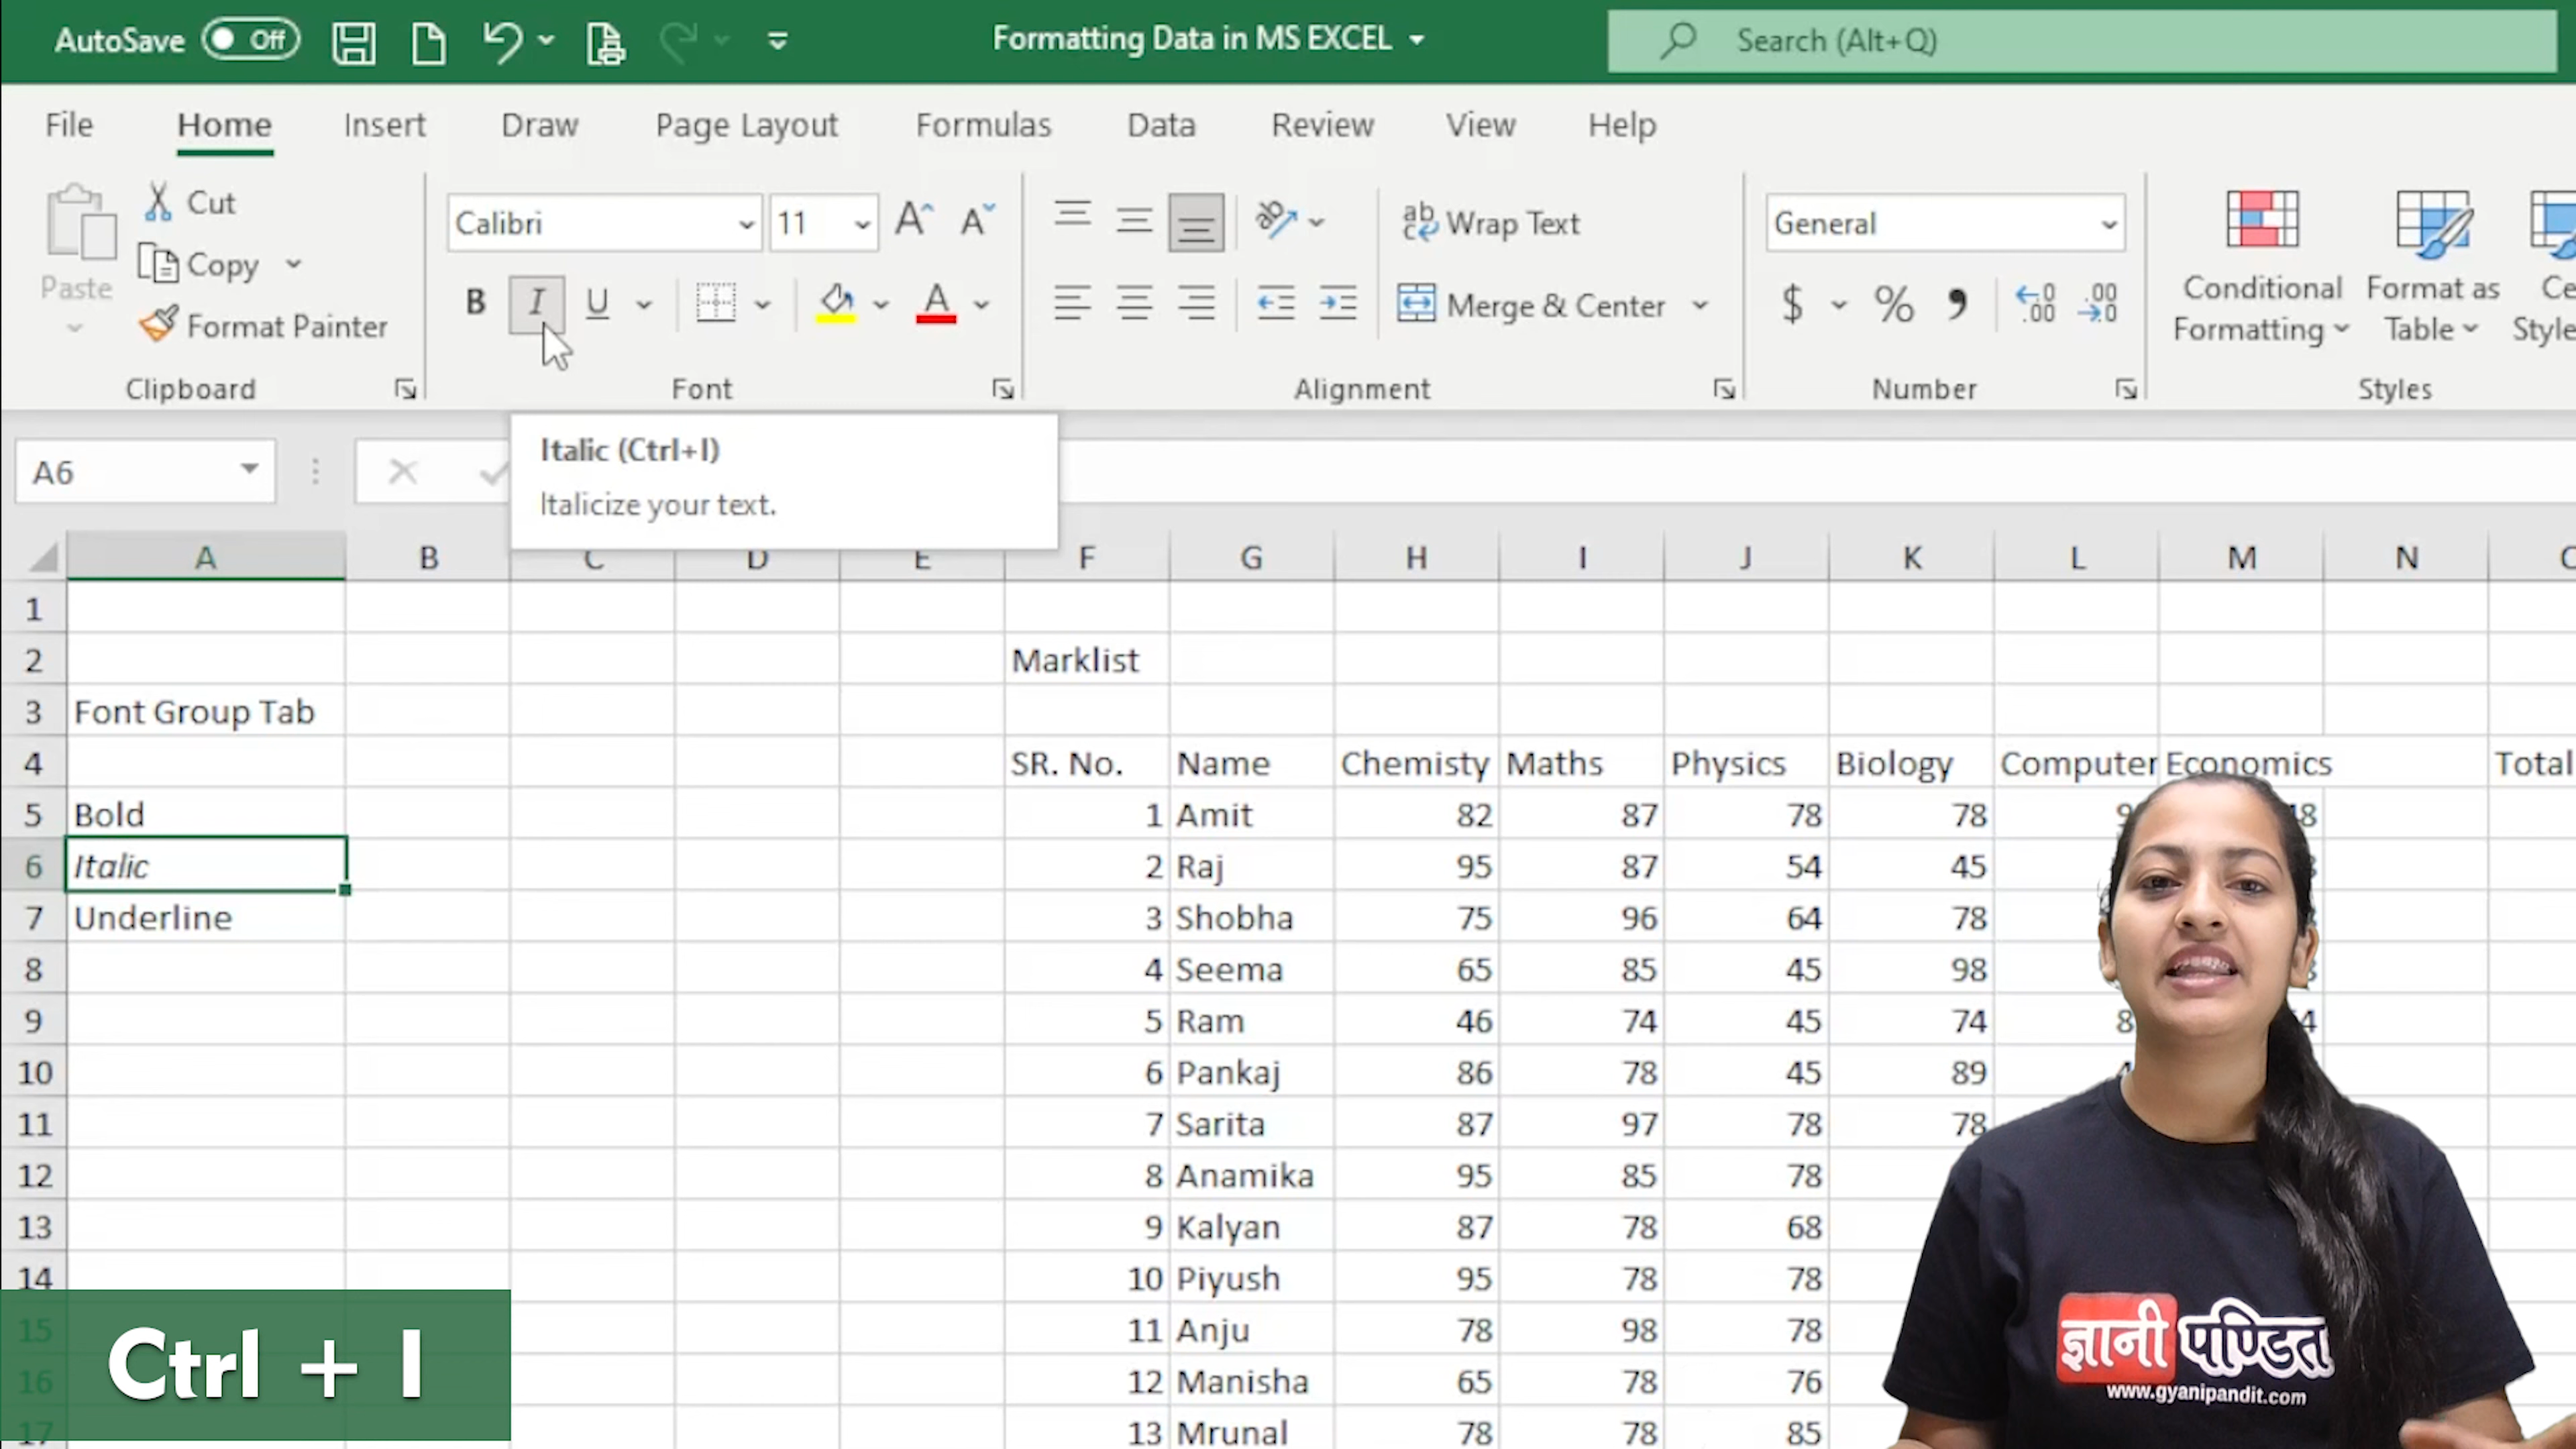 AutoSave Off Formatting Data in MS EXCEL Search (Alt+Q)
File Home Insert Draw Page Layout Formulas Data Review View Help
Paste Cut Copy Format Painter
Clipboard
Calibri 11 A A
B I U A
Font
ab Wrap Text
Merge & Center
Alignment
General
$ % , .00 .00
Number
Conditional Formatting Format as Table
Styles
A6
Italic (Ctrl+I)
Italicize your text.
A B C D E F G H I J K L M N
1
2 Marklist
3 Font Group Tab
4 SR. No. Name Chemisty Maths Physics Biology Computer Economics Total
5 Bold 1 Amit 82 87 78 78
6 Italic 2 Raj 95 87 54 45
7 Underline 3 Shobha 75 96 64 78
8 4 Seema 65 85 45 98
9 5 Ram 46 74 45 74
10 6 Pankaj 86 78 45 89
11 7 Sarita 87 97 78 78
12 8 Anamika 95 85 78
13 9 Kalyan 87 78 68
14 10 Piyush 95 78 78
15 11 Anju 78 98 78
16 12 Manisha 65 78 76
17 13 Mrunal 78 78 85
Ctrl + I
ज्ञानी पण्डित
www.gyanipandit.com